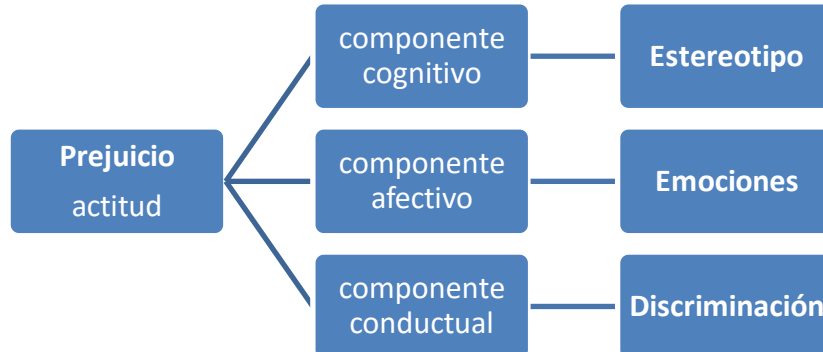 Prejuicio
actitud
componente
cognitivo
Estereotipo
componente
afectivo
Emociones
componente
conductual
Discriminación